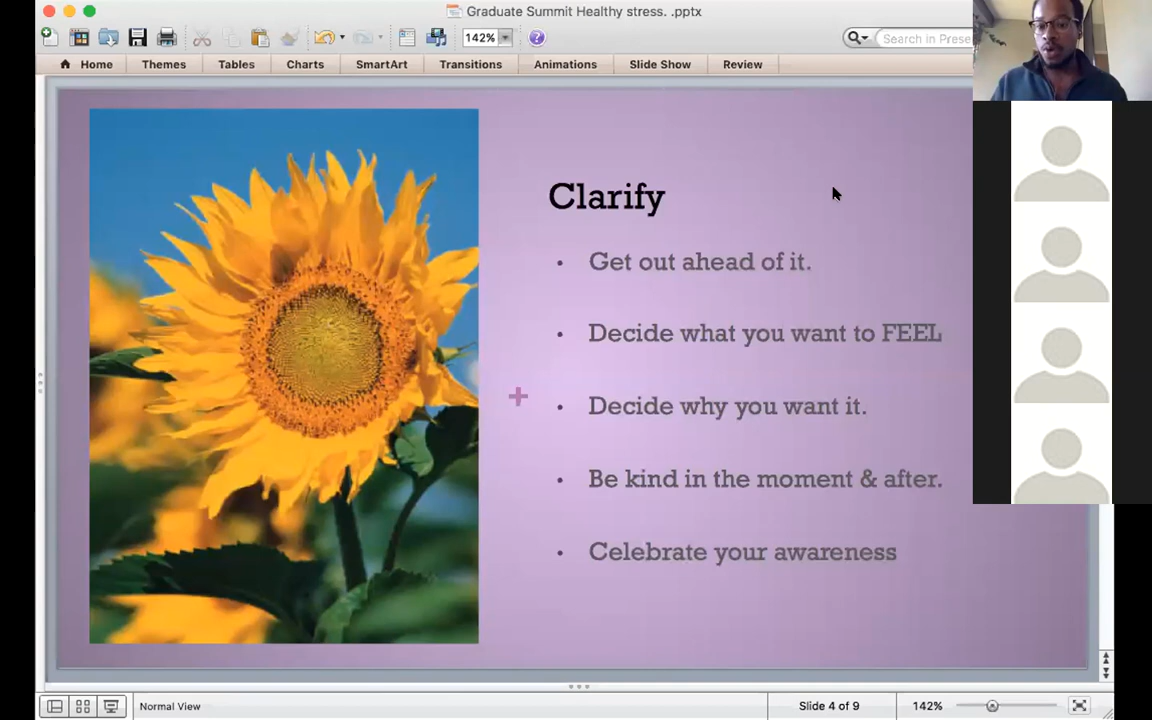 Graduate Summit Healthy stress. .pptx
142%
Search in Prese
Home Themes Tables Charts SmartArt Transitions Animations Slide Show Review
Clarify
• Get out ahead of it.
• Decide what you want to FEEL
• Decide why you want it.
• Be kind in the moment & after.
• Celebrate your awareness
Normal View Slide 4 of 9 142%